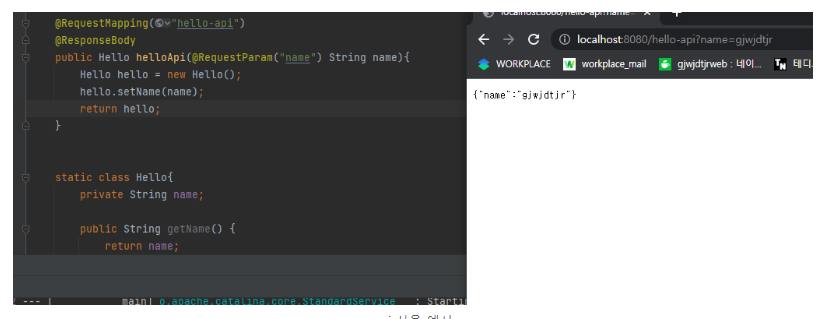 @RequestMapping("hello-api")
@ResponseBody
public Hello helloApi(@RequestParam("name") String name){
Hello hello = new Hello();
hello.setName(name);
return hello;
}
static class Hello{
private String name;
public String getName() {
return name;
--- [ main] o.apache.catalina.core.StandardService : Starti
localhost:8080/hello-api?name=
localhost:8080/hello-api?name=gjwjdtjr
WORKPLACE workplace_mail gjwjdtjrweb : 네이... 테디
{"name":"gjwjdtjr"}